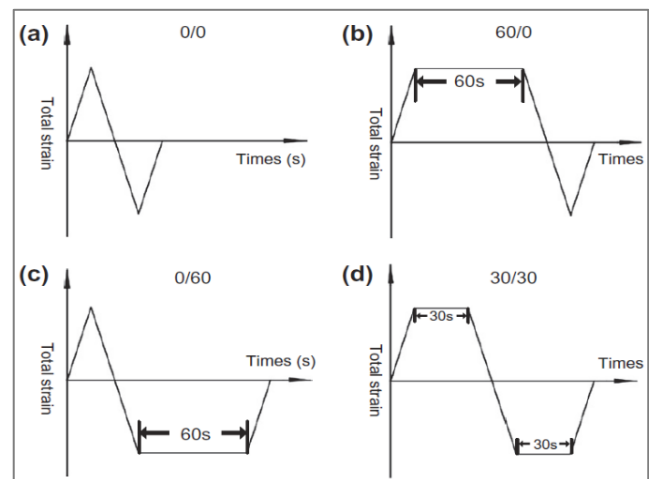 (a)
0/0
Total strain
Times (s)
(b)
60/0
60s
Total strain
Times
(c)
0/60
Total strain
Times (s)
60s
(d)
30/30
30s
Total strain
Times
30s